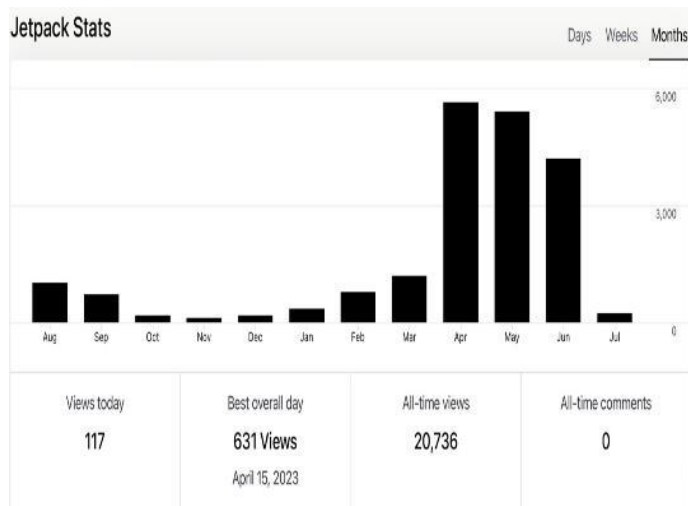 Jetpack Stats
Days Weeks Months
6,000
3,000
0
Aug Sep Oct Nov Dec Jan Feb Mar Apr May Jun Jul
Views today
117
Best overall day
631 Views
April 15, 2023
All-time views
20,736
All-time comments
0